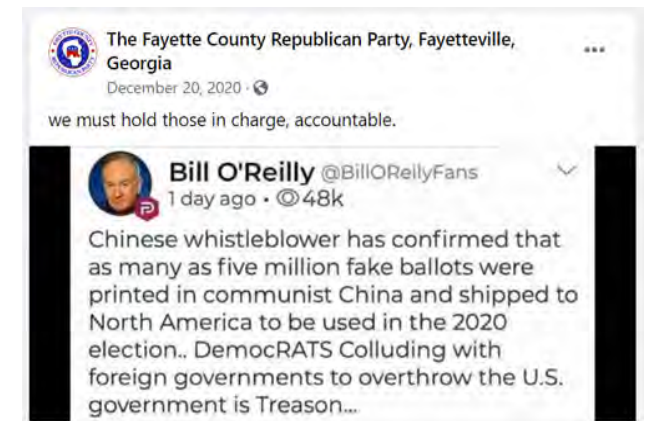 The Fayette County Republican Party, Fayetteville,
Georgia
December 20, 2020 ·
we must hold those in charge, accountable.
Bill O'Reilly @BillOReilyFans
1 day ago • 48k
Chinese whistleblower has confirmed that
as many as five million fake ballots were
printed in communist China and shipped to
North America to be used in the 2020
election.. DemocRATS Colluding with
foreign governments to overthrow the U.S.
government is Treason...